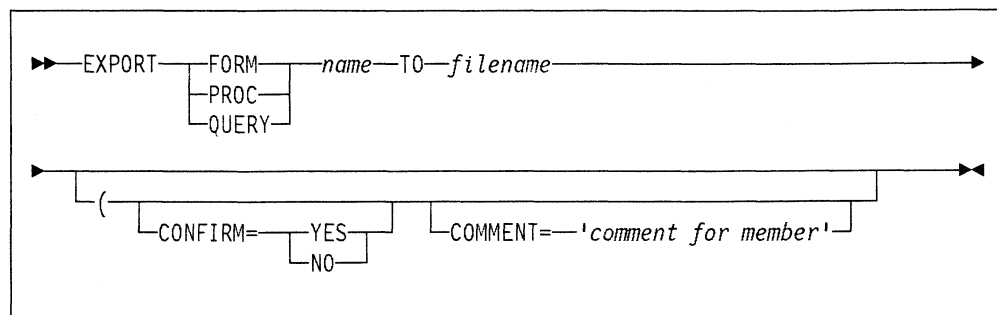 EXPORT FORM name TO filename
PROC
QUERY
(
CONFIRM= YES COMMENT= 'comment for member'
NO